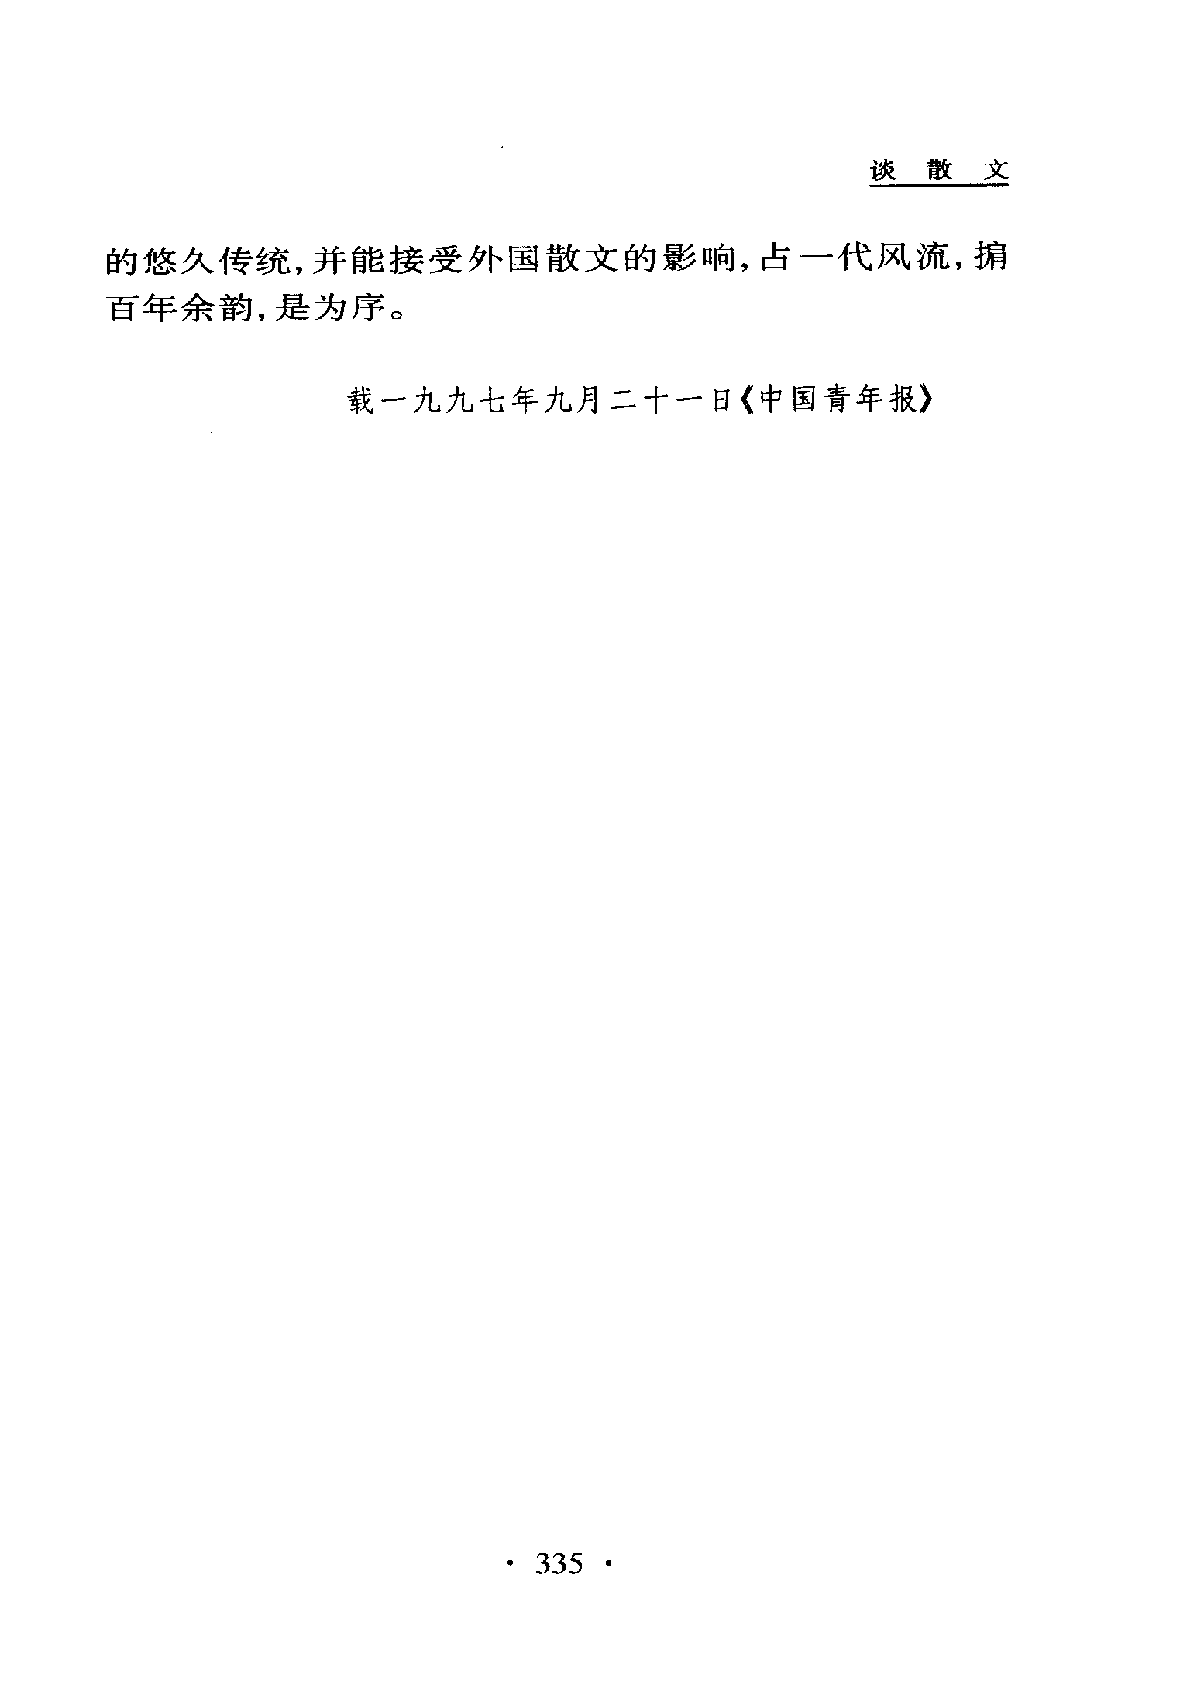 谈散文
的悠久传统,并能接受外国散文的影响,占一代风流,掮
百年余韵,是为序。
载一九九七年九月二十一日《中国青年报》
· 335 ·